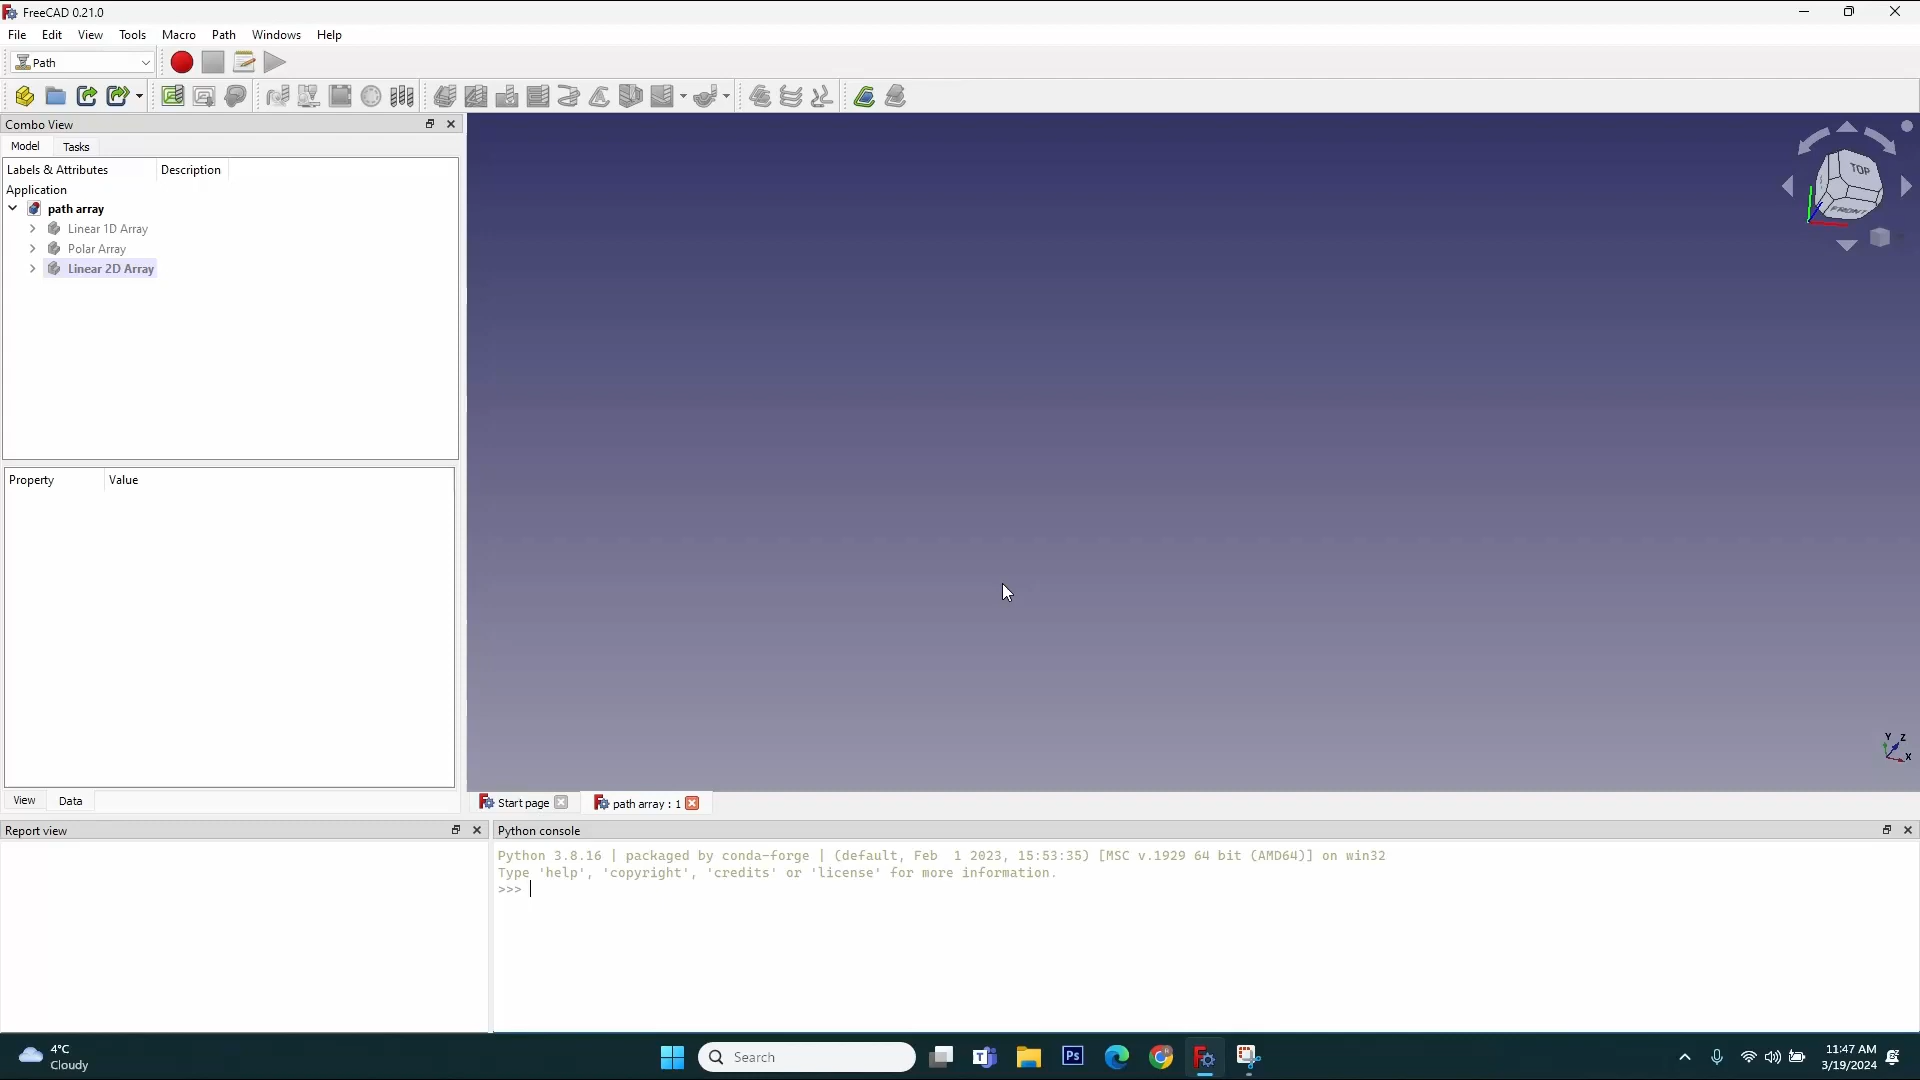 FreeCAD 0.21.0
File Edit View Tools Macro Path Windows Help
Path
Combo View
Model Tasks
Labels & Attributes Description
Application
path array
Linear 1D Array
Polar Array
Linear 2D Array
TOP
FRONT
Property Value
Y Z
X
View Data
Start page
path array : 1
Report view
Python console
Python 3.8.16 | packaged by conda-forge | (default, Feb  1 2023, 15:53:35) [MSC v.1929 64 bit (AMD64)] on win32
Type 'help', 'copyright', 'credits' or 'license' for more information.
>>>
4°C
Cloudy
Search
Ps
11:47 AM
3/19/2024